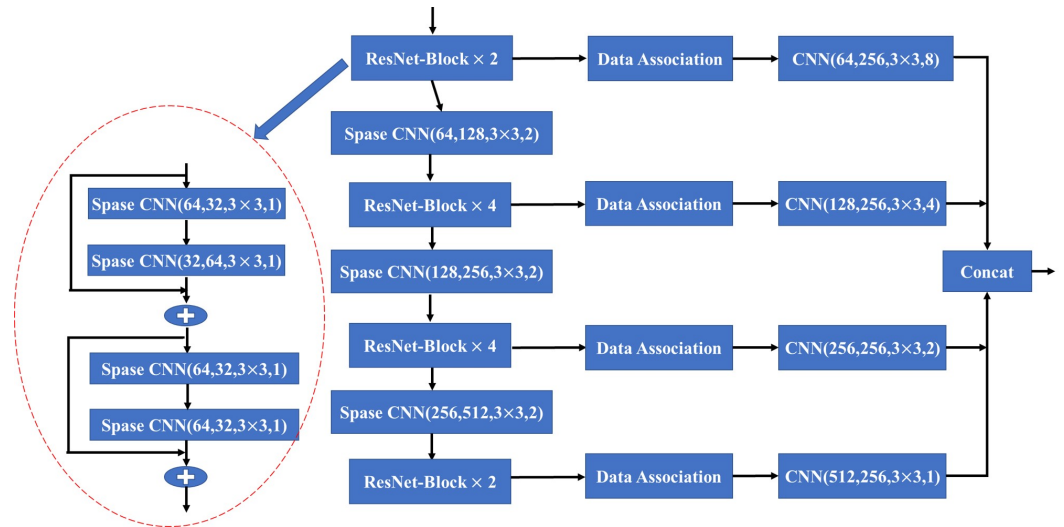 ResNet-Block × 2
Data Association
CNN(64,256,3×3,8)
Spase CNN(64,128,3×3,2)
ResNet-Block × 4
Data Association
CNN(128,256,3×3,4)
Spase CNN(128,256,3×3,2)
Concat
ResNet-Block × 4
Data Association
CNN(256,256,3×3,2)
Spase CNN(256,512,3×3,2)
ResNet-Block × 2
Data Association
CNN(512,256,3×3,1)
Spase CNN(64,32,3×3,1)
Spase CNN(32,64,3×3,1)
+
Spase CNN(64,32,3×3,1)
Spase CNN(64,32,3×3,1)
+